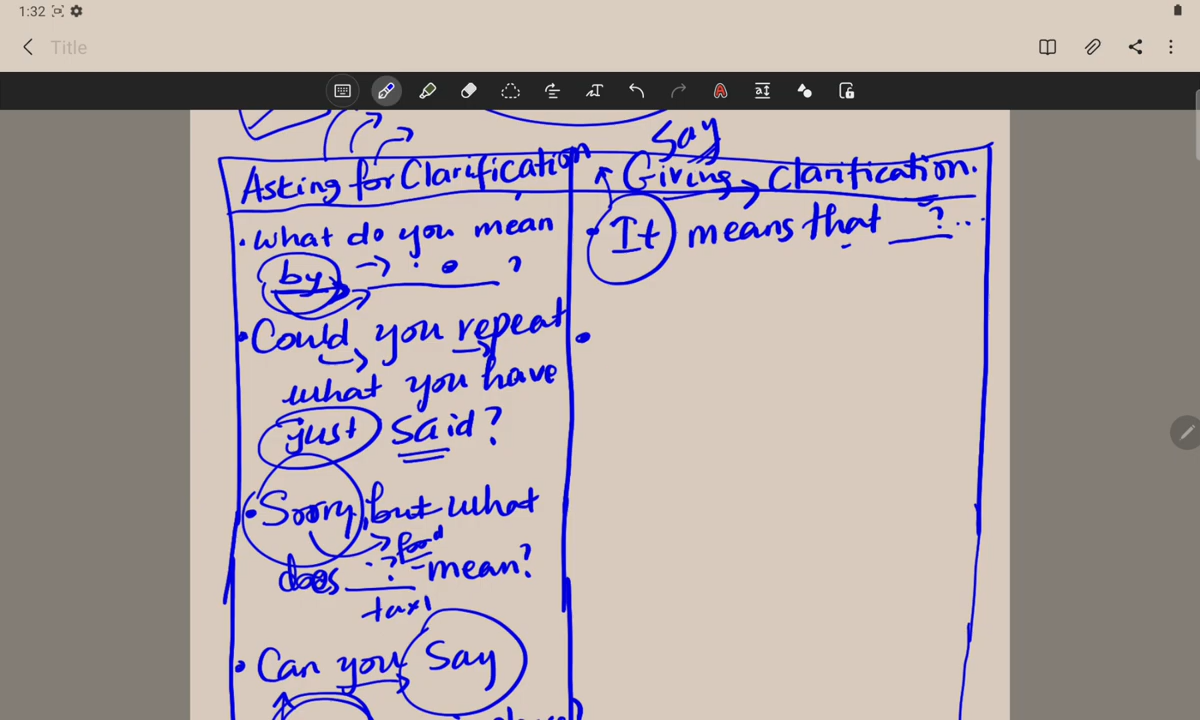 1:32
Title
Say
Asking for Clarification
Giving Clarification.
• What do you mean
by ?
• Could you repeat
what you have
just said?
• Sorry, but what
does ? mean?
food
taxi
• Can you Say
• It means that ? ...